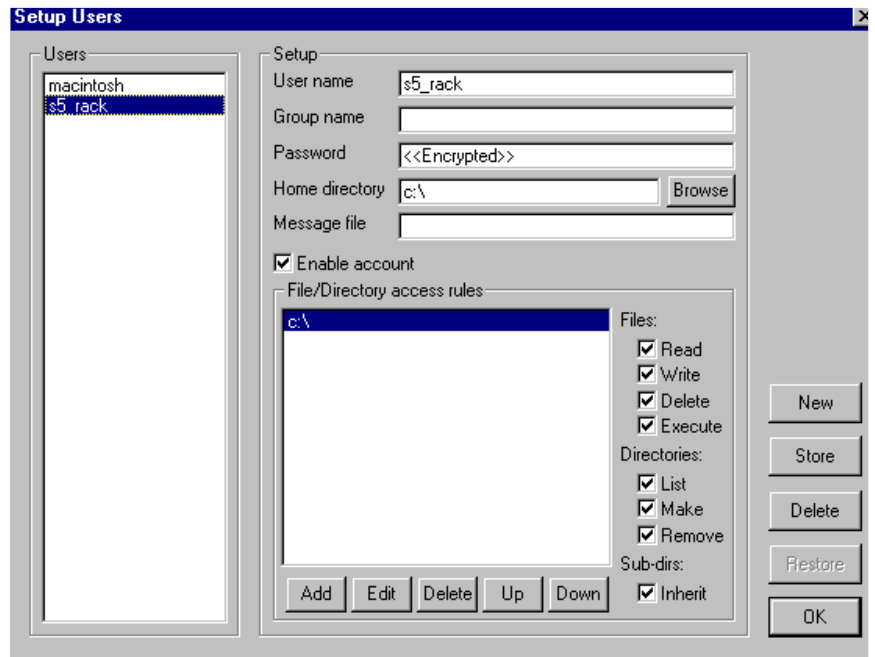 Setup Users
Users
macintosh
s5_rack
Setup
User name s5_rack
Group name
Password <<Encrypted>>
Home directory c:\ Browse
Message file
Enable account
File/Directory access rules
c:\
Files:
Read
Write
Delete
Execute
Directories:
List
Make
Remove
Sub-dirs:
Inherit
Add Edit Delete Up Down
New
Store
Delete
Restore
OK